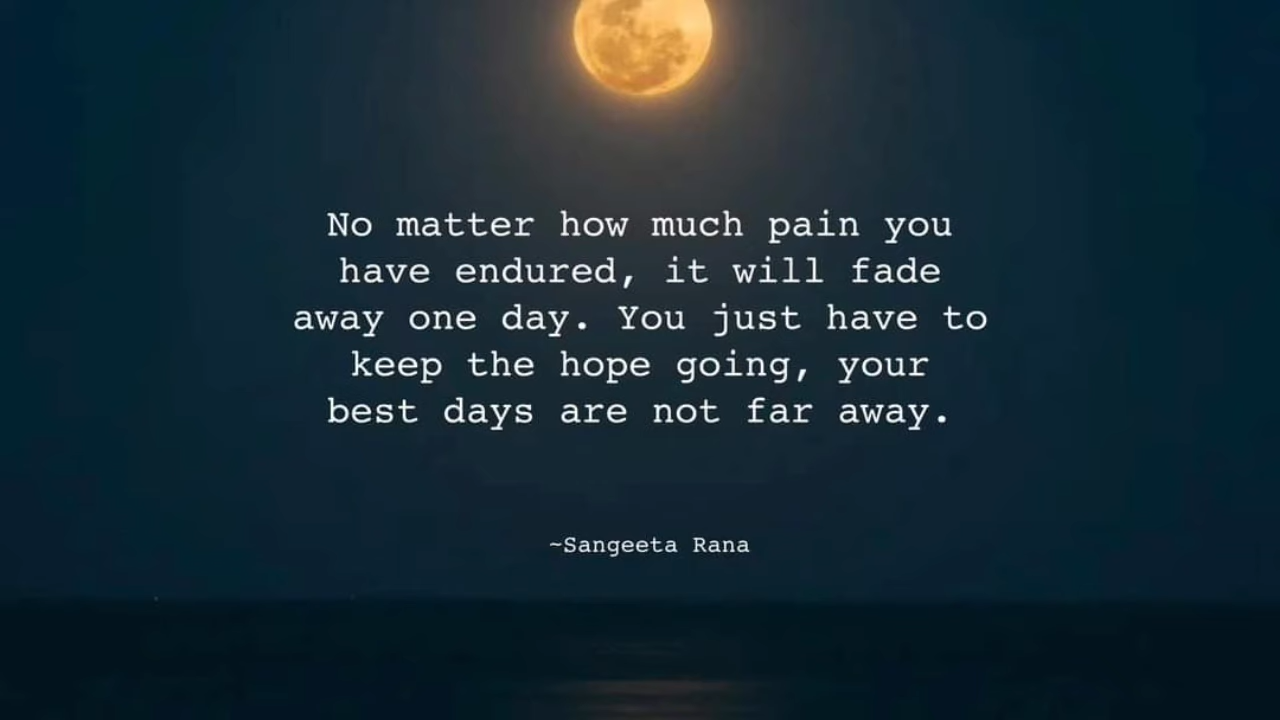 No matter how much pain you
have endured, it will fade
away one day. You just have to
keep the hope going, your
best days are not far away.
~Sangeeta Rana